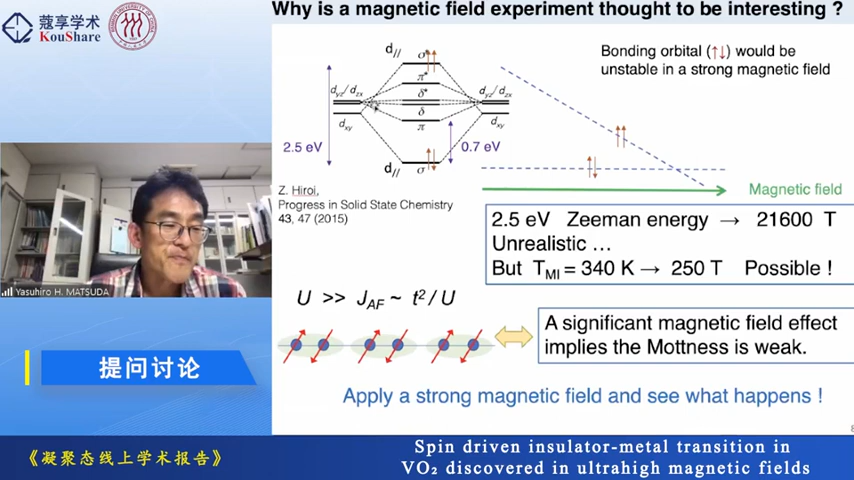 蔻享学术
KouShare
Why is a magnetic field experiment thought to be interesting ?
d//
σ*
π*
dyz/ dzx
δ*
dyz/ dzx
δ
dxy
π
dxy
2.5 eV
0.7 eV
d//
σ
Bonding orbital (↑↓) would be
unstable in a strong magnetic field
Magnetic field
Z. Hiroi,
Progress in Solid State Chemistry
43, 47 (2015)
2.5 eV Zeeman energy → 21600 T
Unrealistic …
But TMI = 340 K → 250 T Possible !
Yasuhiro H. MATSUDA
U >> JAF ~ t²/ U
A significant magnetic field effect
implies the Mottness is weak.
提问讨论
Apply a strong magnetic field and see what happens !
8
《凝聚态线上学术报告》
Spin driven insulator-metal transition in
VO₂ discovered in ultrahigh magnetic fields